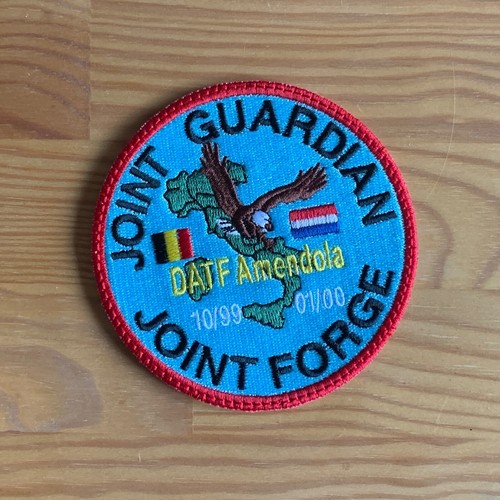 JOINT GUARDIAN
DATF Amendola
10/99 01/00
JOINT FORGE